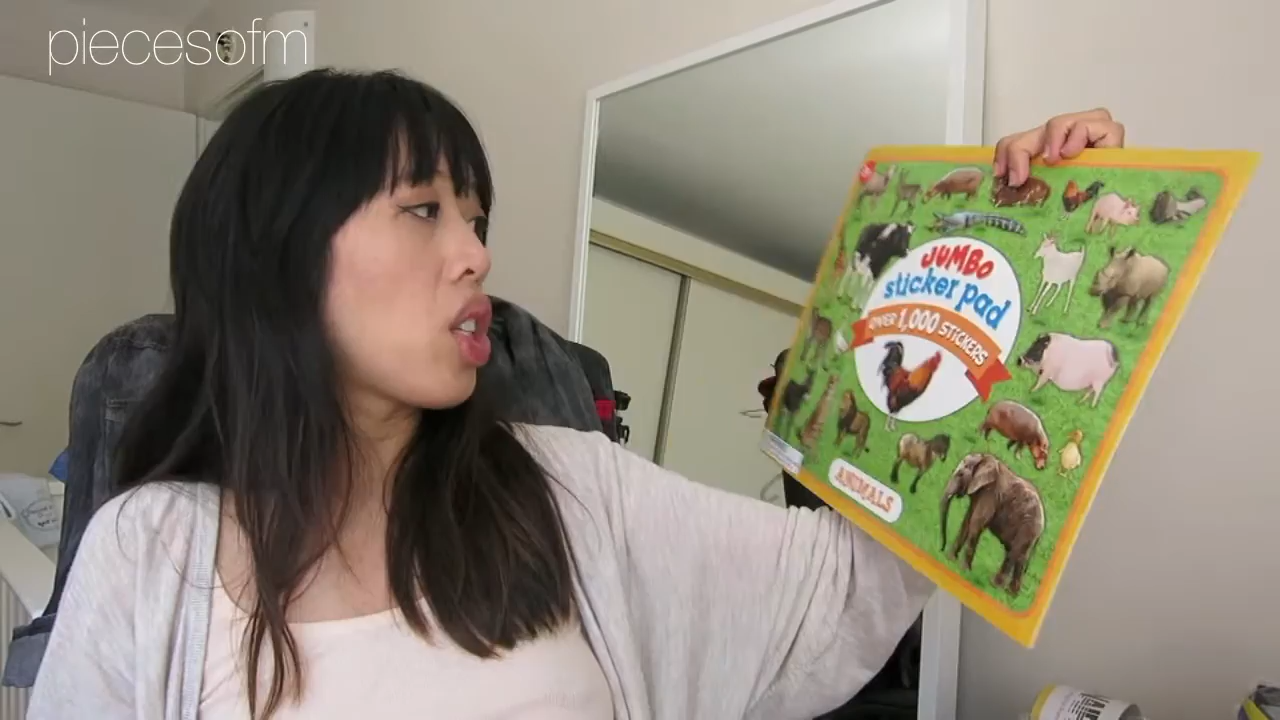 piecesofm
JUMBO
sticker pad
OVER 1,000 STICKERS
ANIMALS